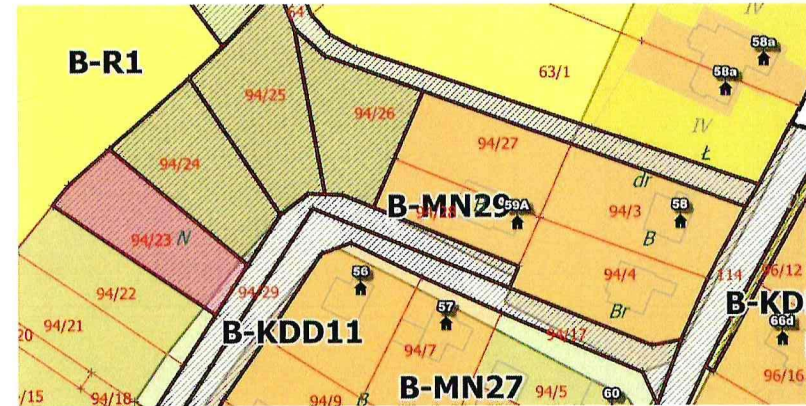 64
IV
58a
B-R1
58a
63/1
94/25
94/26
IV
94/27
Ł
94/24
dr
B-MN29
59A
94/3
58
94/23 N
B
94/4
114
96/12
56
94/22
94/29
B-KD
Br
57
94/21
20
B-KDD11
94/17
66d
94/7
/15
94/18
94/9
B
B-MN27
94/5
60
96/16